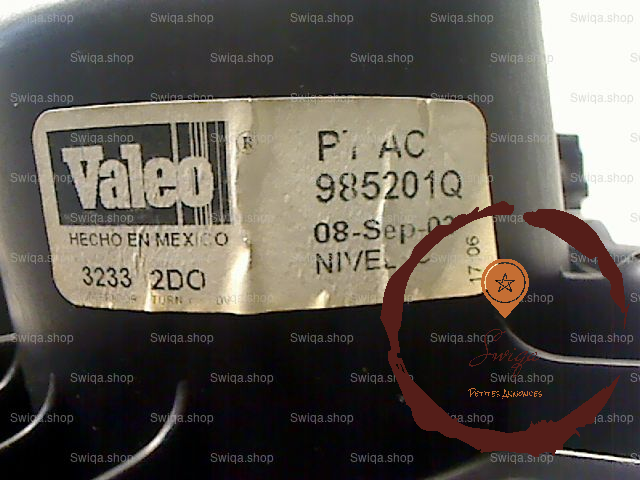 Valeo ®
HECHO EN MEXICO
3233 2DO
PT AC
985201Q
08-Sep-0
NIVEL
17 06
Swiqa
PETITES ANNONCES
Swiqa.shop